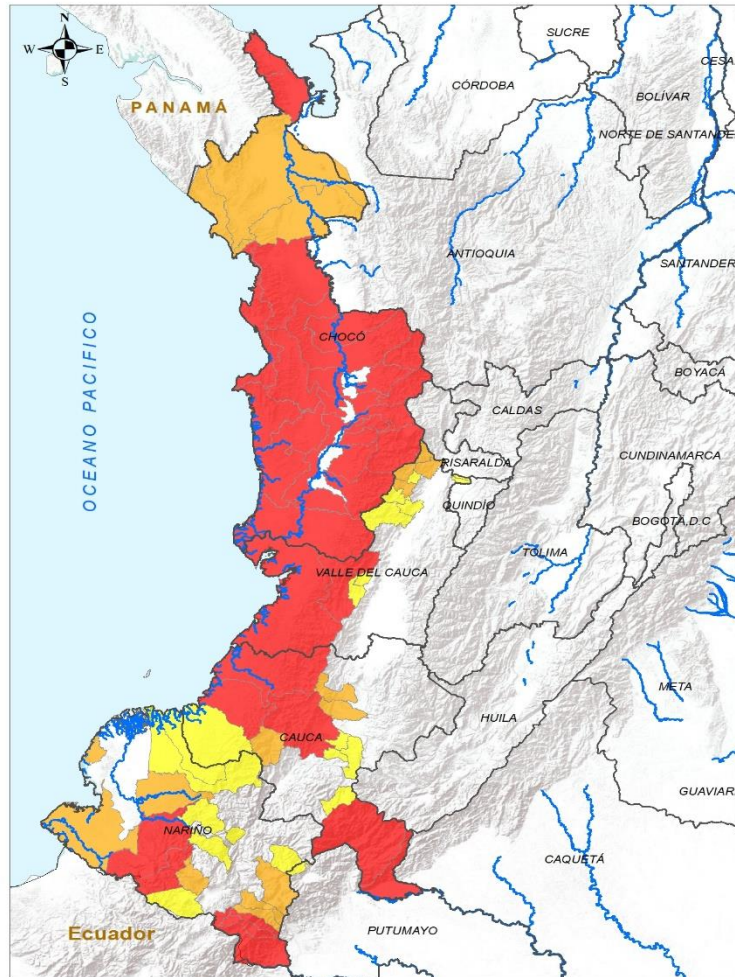 N
W E
S
PANAMÁ
SUCRE
CESA
CÓRDOBA
BOLÍVAR
NORTE DE SANTANDE
ANTIOQUIA
SANTANDER
OCEANO PACIFICO
CHOCÓ
BOYACÁ
CALDAS
CUNDINAMARCA
RISARALDA
QUINDÍO
BOGOTÁ, D.C
TOLIMA
VALLE DEL CAUCA
META
HUILA
CAUCA
GUAVIAR
NARIÑO
CAQUETÁ
Ecuador
PUTUMAYO